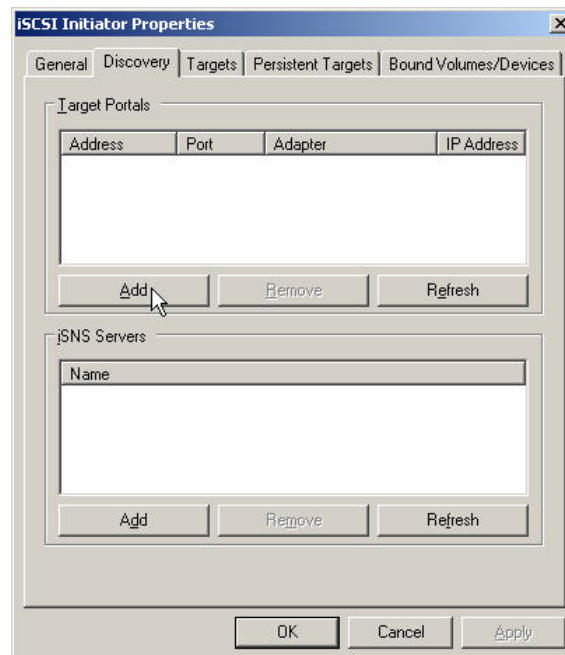 iSCSI Initiator Properties
General Discovery Targets Persistent Targets Bound Volumes/Devices
Target Portals
Address Port Adapter IP Address
Add Remove Refresh
iSNS Servers
Name
Add Remove Refresh
OK Cancel Apply